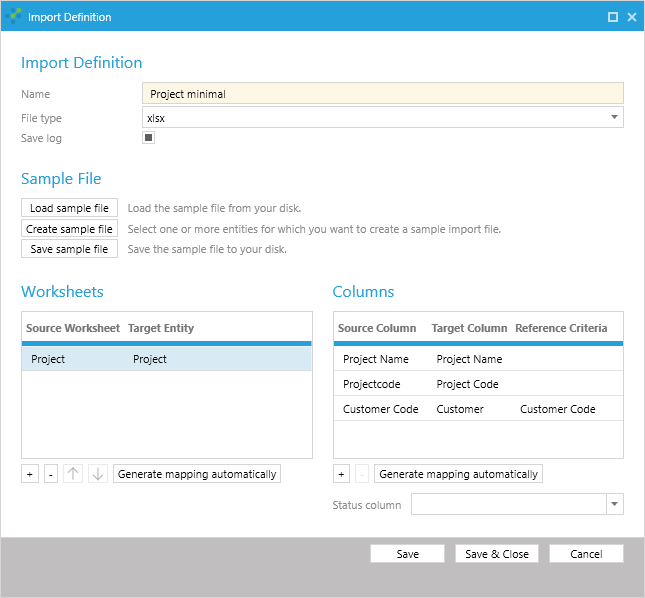 Import Definition
Import Definition
Name Project minimal
File type xlsx
Save log
Sample File
Load sample file Load the sample file from your disk.
Create sample file Select one or more entities for which you want to create a sample import file.
Save sample file Save the sample file to your disk.
Worksheets
Source Worksheet Target Entity
Project Project
+ - Generate mapping automatically
Columns
Source Column Target Column Reference Criteria
Project Name Project Name
Projectcode Project Code
Customer Code Customer Customer Code
+ - Generate mapping automatically
Status column
Save Save & Close Cancel